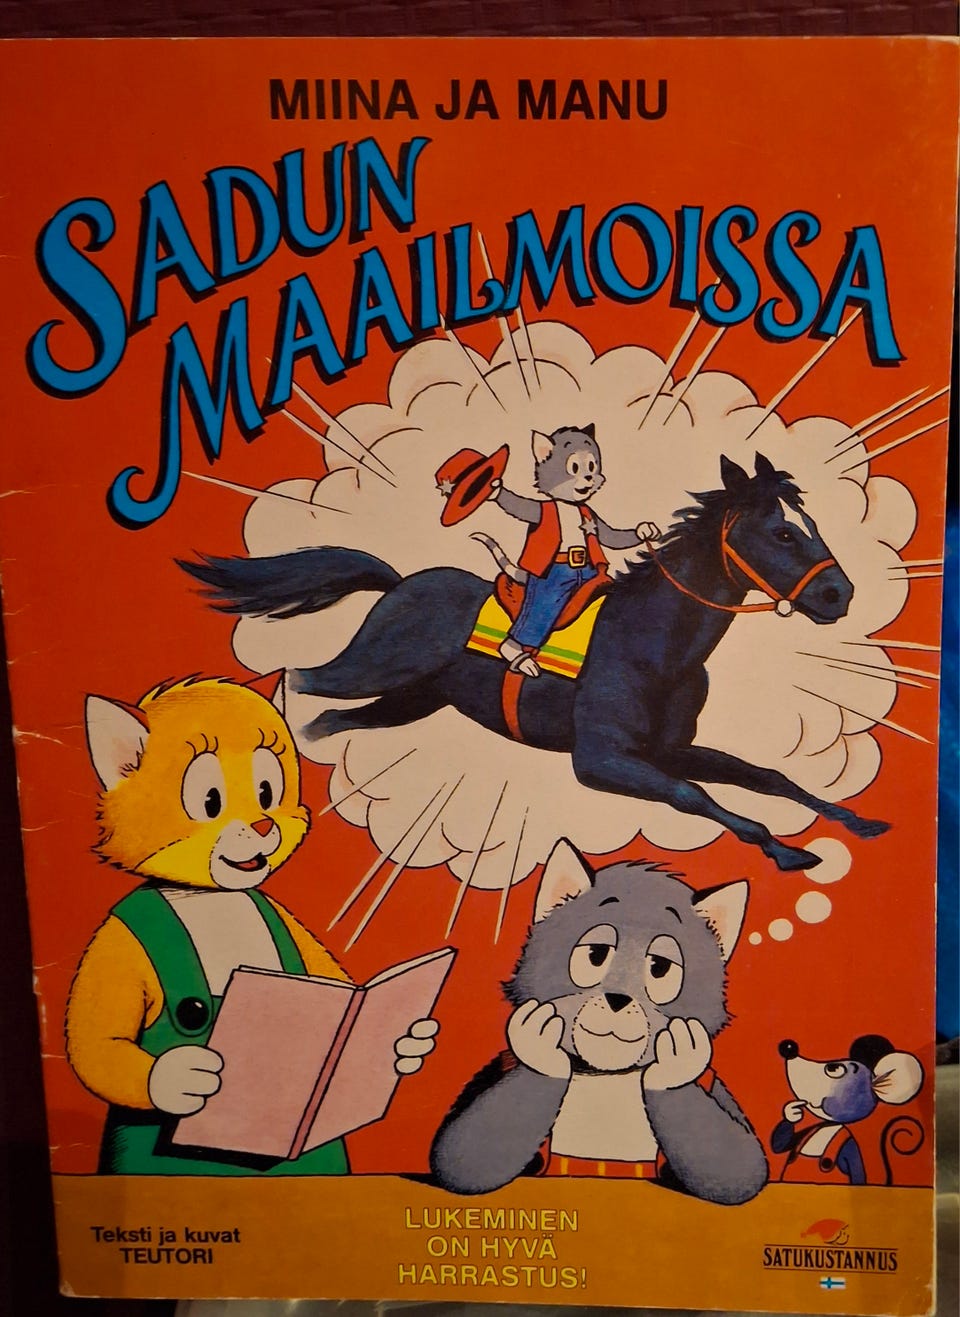 MIINA JA MANU
SADUN
MAAILMOISSA
Teksti ja kuvat
TEUTORI
LUKEMINEN
ON HYVÄ
HARRASTUS!
SATUKUSTANNUS